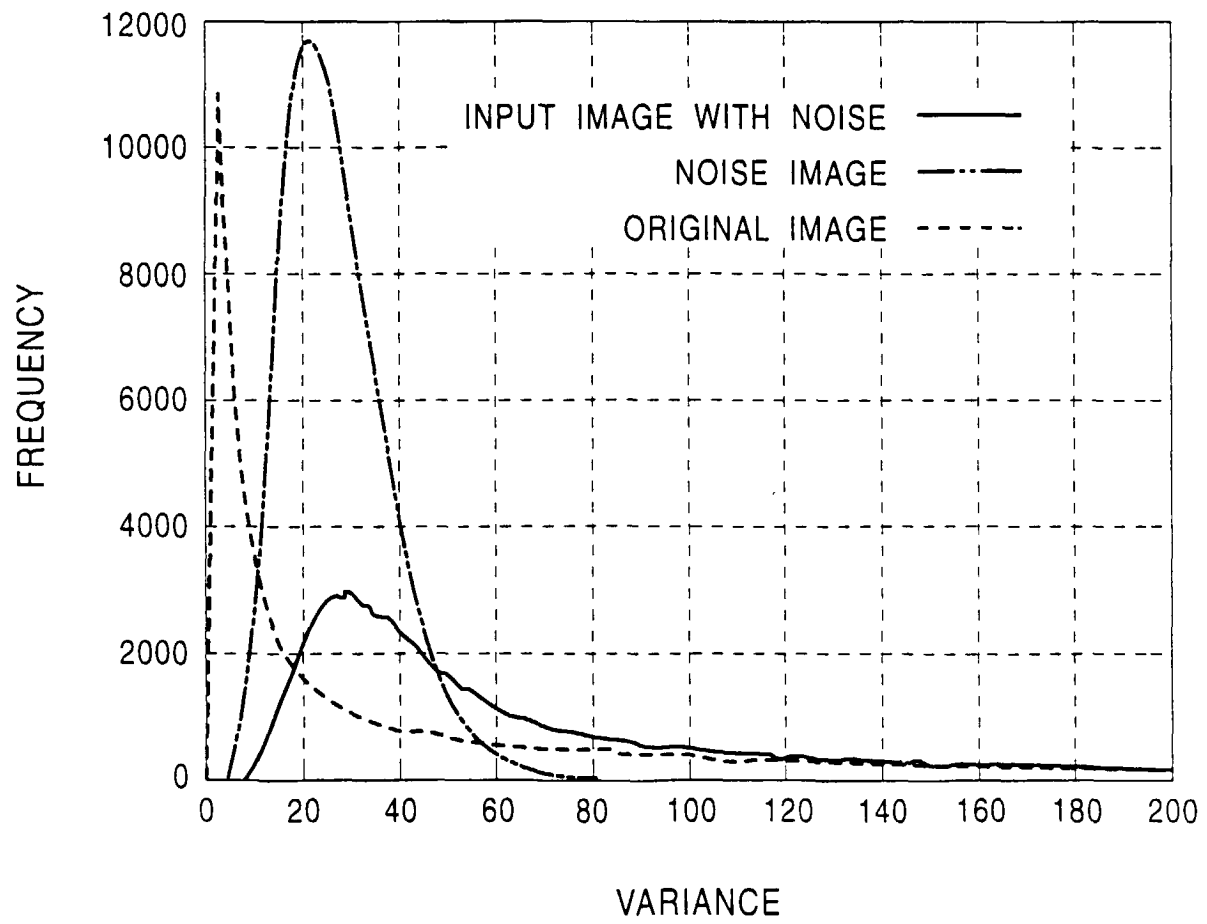 12000
10000
8000
6000
4000
2000
0
FREQUENCY
INPUT IMAGE WITH NOISE
NOISE IMAGE
ORIGINAL IMAGE
0 20 40 60 80 100 120 140 160 180 200
VARIANCE